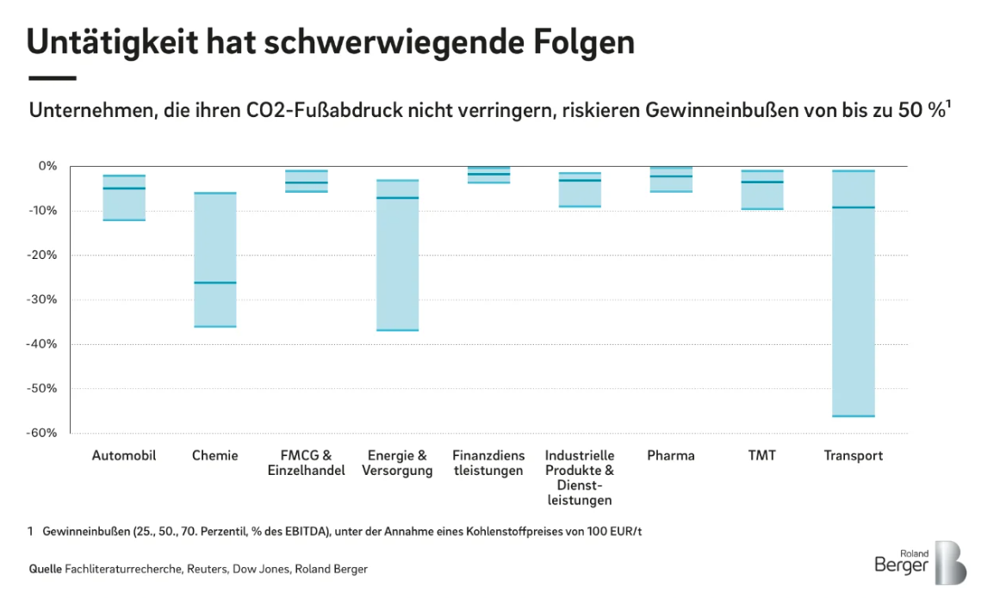 Untätigkeit hat schwerwiegende Folgen
Unternehmen, die ihren CO2-Fußabdruck nicht verringern, riskieren Gewinneinbußen von bis zu 50 %¹
0%
-10%
-20%
-30%
-40%
-50%
-60%
Automobil
Chemie
FMCG &
Einzelhandel
Energie &
Versorgung
Finanzdiens
tleistungen
Industrielle
Produkte &
Dienst-
leistungen
Pharma
TMT
Transport
1 Gewinneinbußen (25., 50., 70. Perzentil, % des EBITDA), unter der Annahme eines Kohlenstoffpreises von 100 EUR/t
Quelle Fachliteraturrecherche, Reuters, Dow Jones, Roland Berger
Roland
Berger
B